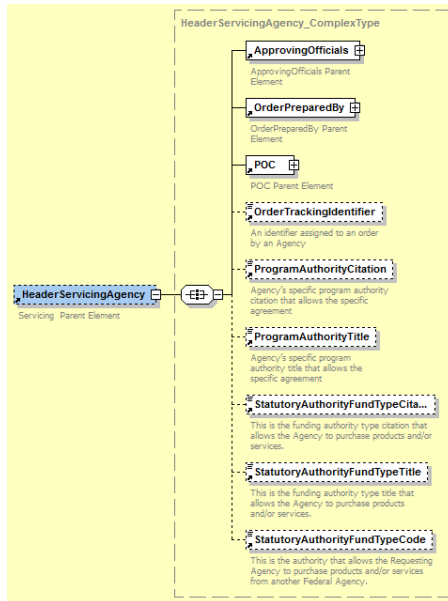 HeaderServicingAgency_ComplexType
ApprovingOfficials
ApprovingOfficials Parent
Element
OrderPreparedBy
OrderPreparedBy Parent
Element
POC
POC Parent Element
OrderTrackingIdentifier
An identifier assigned to an order
by an Agency
ProgramAuthorityCitation
Agency's specific program authority
citation that allows the specific
agreement
HeaderServicingAgency
Servicing Parent Element
ProgramAuthorityTitle
Agency's specific program
authority title that allows the
specific agreement
StatutoryAuthorityFundTypeCita...
This is the funding authority type citation that
allows the Agency to purchase products and/or
services.
StatutoryAuthorityFundTypeTitle
This is the funding authority type title that
allows the Agency to purchase products
and/or services.
StatutoryAuthorityFundTypeCode
This is the authority that allows the Requesting
Agency to purchase products and/or services
from another Federal Agency.